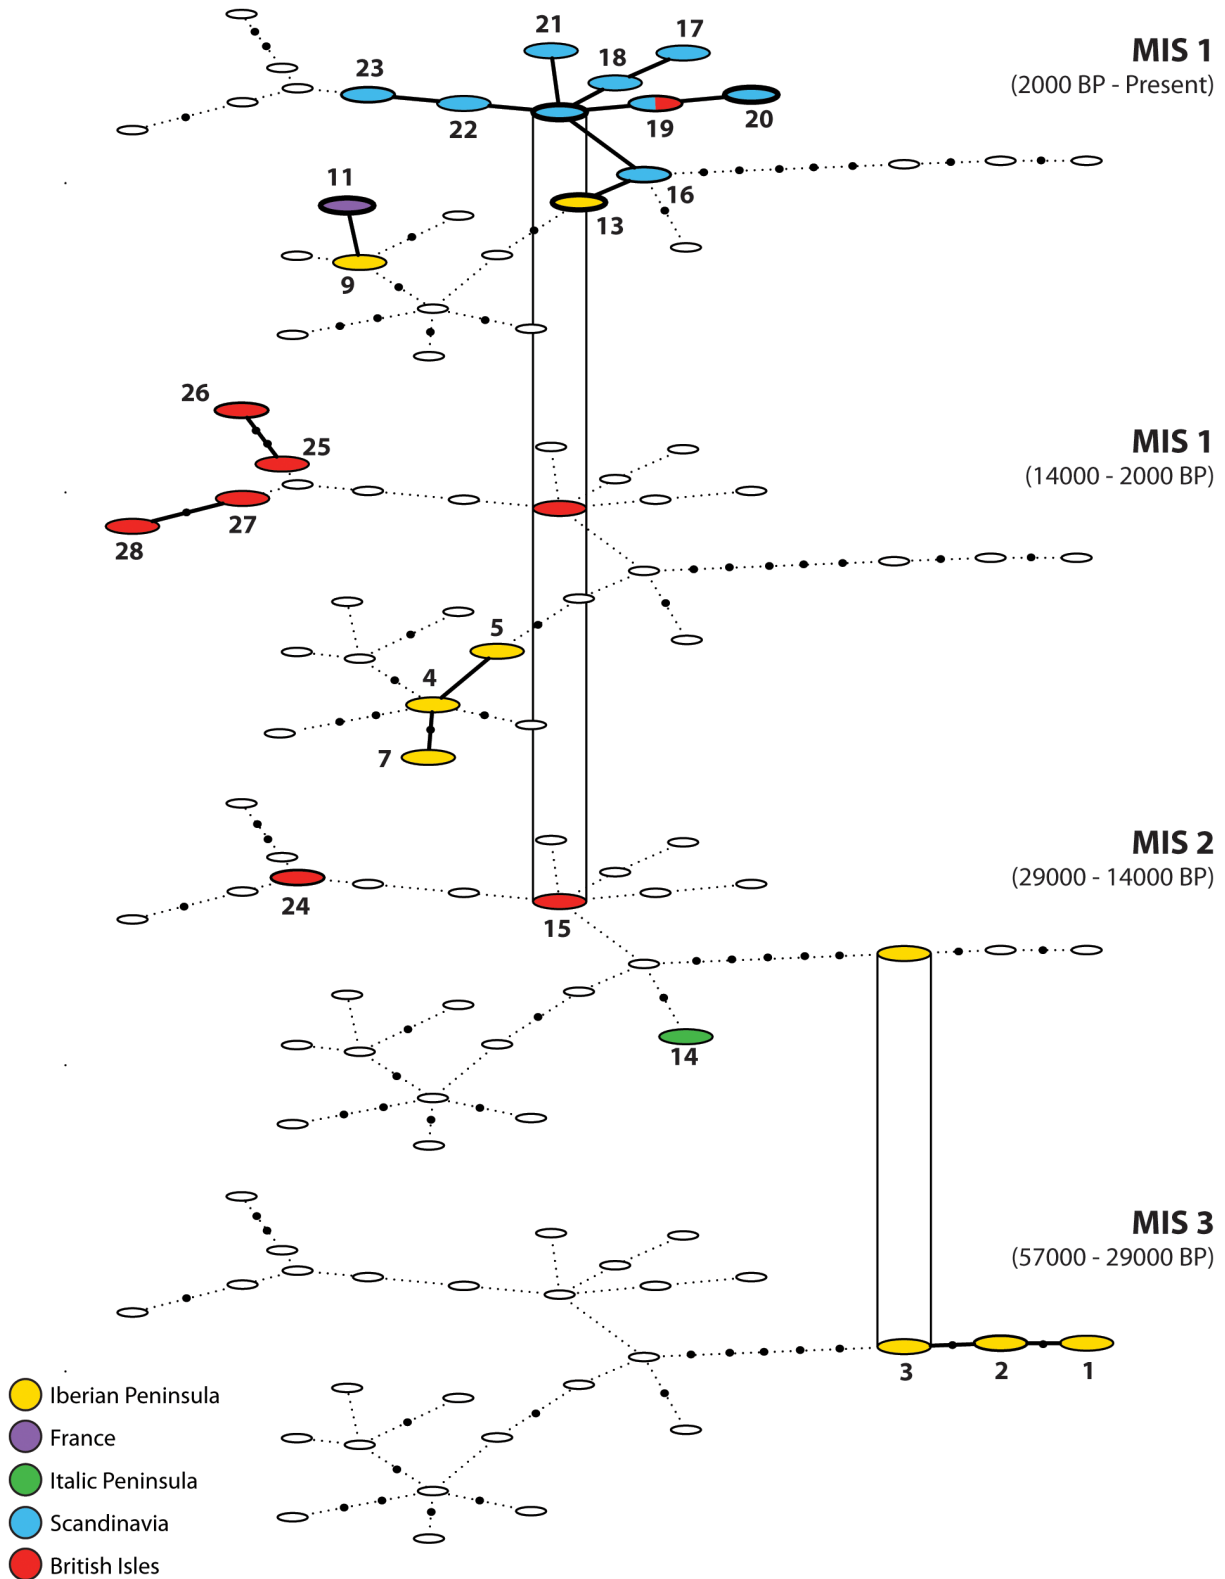 21
17
18
MIS 1
(2000 BP - Present)
23
22
19
20
11
16
13
9
26
25
MIS 1
(14000 - 2000 BP)
27
28
5
4
7
MIS 2
(29000 - 14000 BP)
24
15
14
MIS 3
(57000 - 29000 BP)
3
2
1
Iberian Peninsula
France
Italic Peninsula
Scandinavia
British Isles